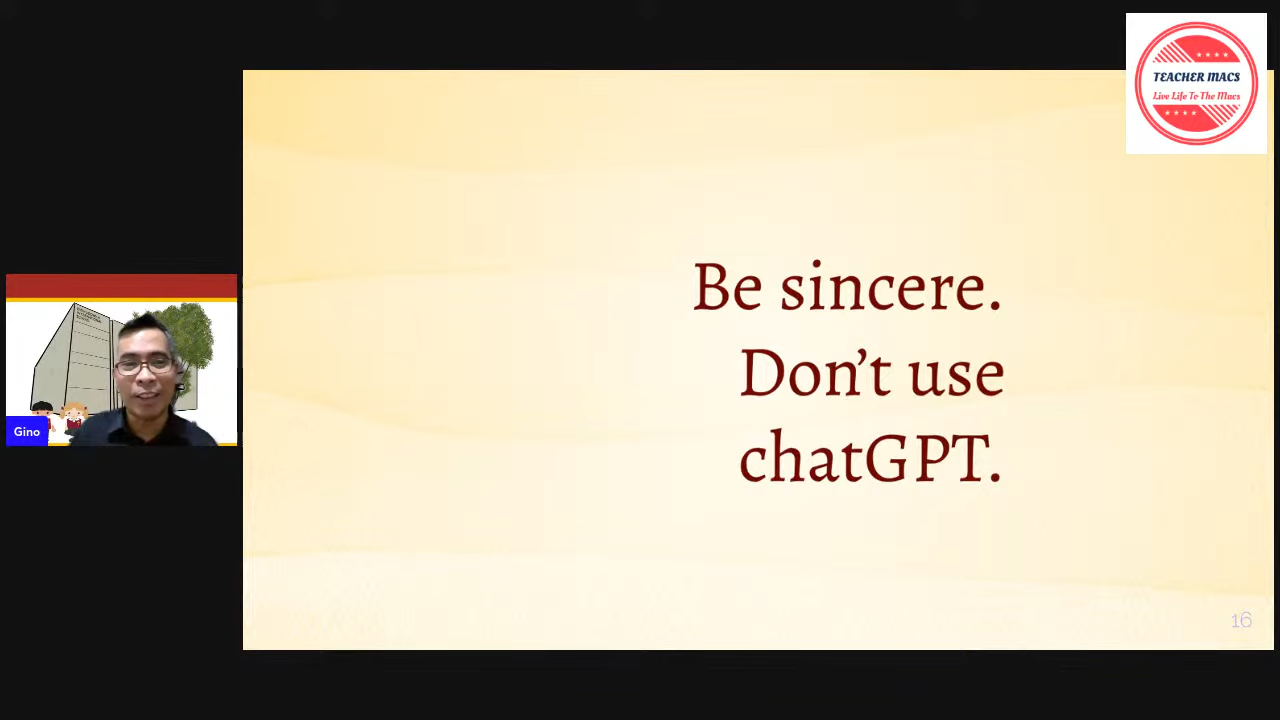 TEACHER MACS
Live Life To The Macs
Be sincere.
Don’t use
chatGPT.
Gino
16